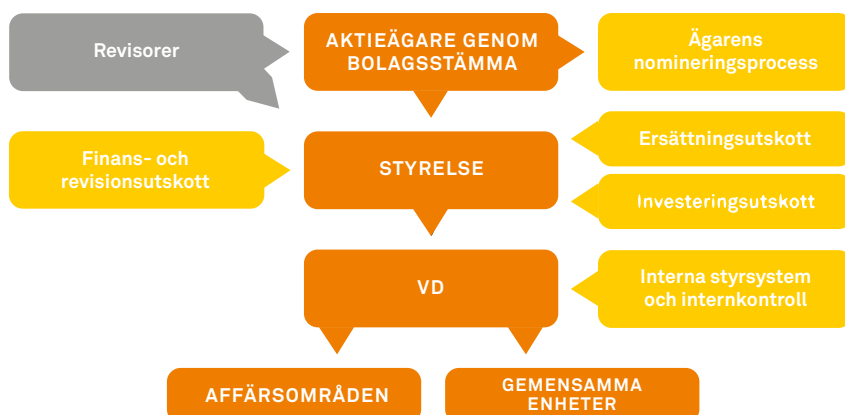 Revisorer
AKTIEÄGARE GENOM
BOLAGSSTÄMMA
Ägarens
nomineringsprocess
Finans- och
revisionsutskott
STYRELSE
Ersättningsutskott
Investeringsutskott
VD
Interna styrsystem
och internkontroll
AFFÄRSOMRÅDEN
GEMENSAMMA
ENHETER